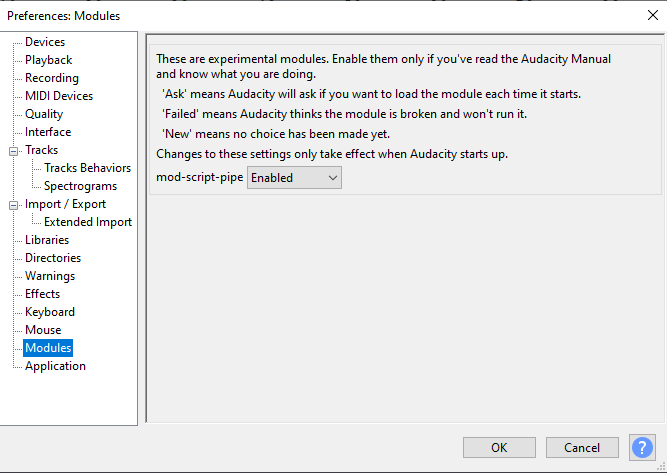 Preferences: Modules
Devices
Playback
Recording
MIDI Devices
Quality
Interface
Tracks
Tracks Behaviors
Spectrograms
Import / Export
Extended Import
Libraries
Directories
Warnings
Effects
Keyboard
Mouse
Modules
Application
These are experimental modules. Enable them only if you've read the Audacity Manual
and know what you are doing.
'Ask' means Audacity will ask if you want to load the module each time it starts.
'Failed' means Audacity thinks the module is broken and won't run it.
'New' means no choice has been made yet.
Changes to these settings only take effect when Audacity starts up.
mod-script-pipe Enabled
OK Cancel ?